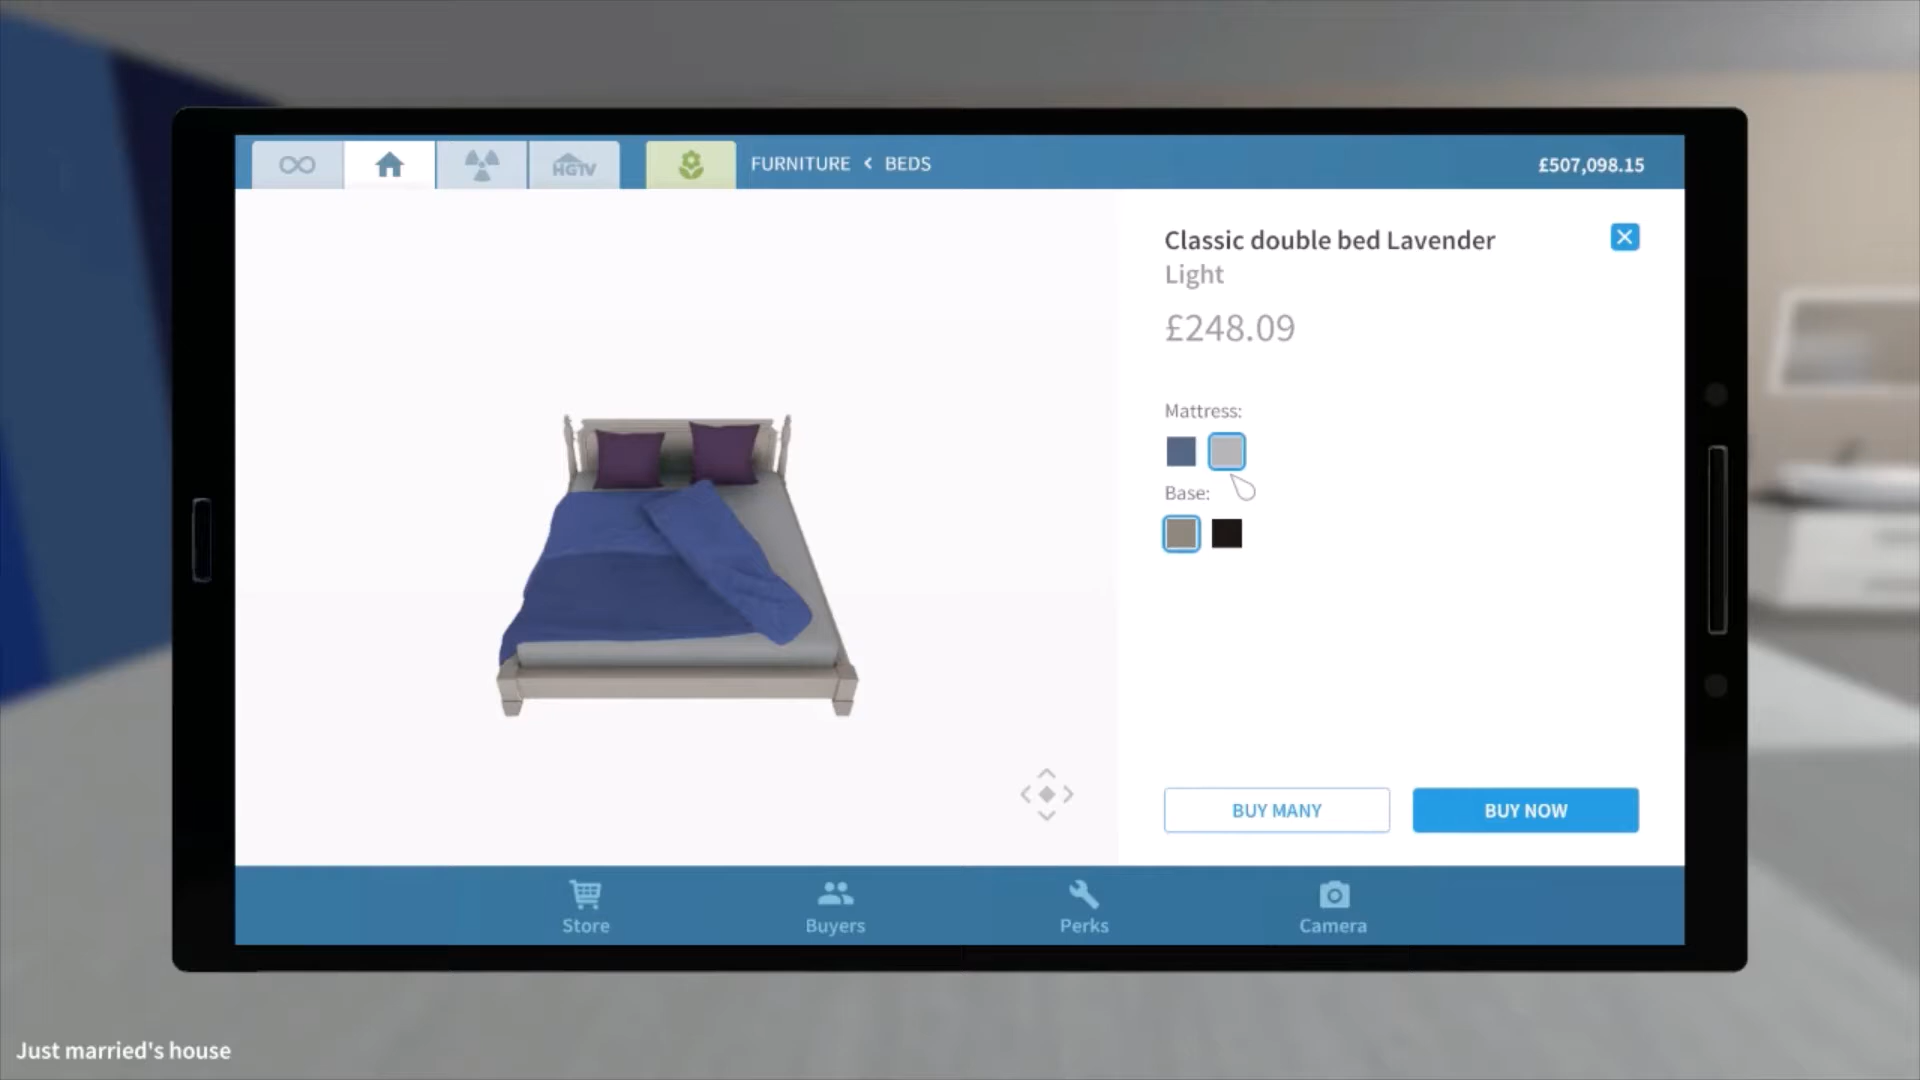 HGTV
FURNITURE < BEDS
£507,098.15
Classic double bed Lavender
Light
£248.09
Mattress:
Base:
BUY MANY
BUY NOW
Store
Buyers
Perks
Camera
Just married's house